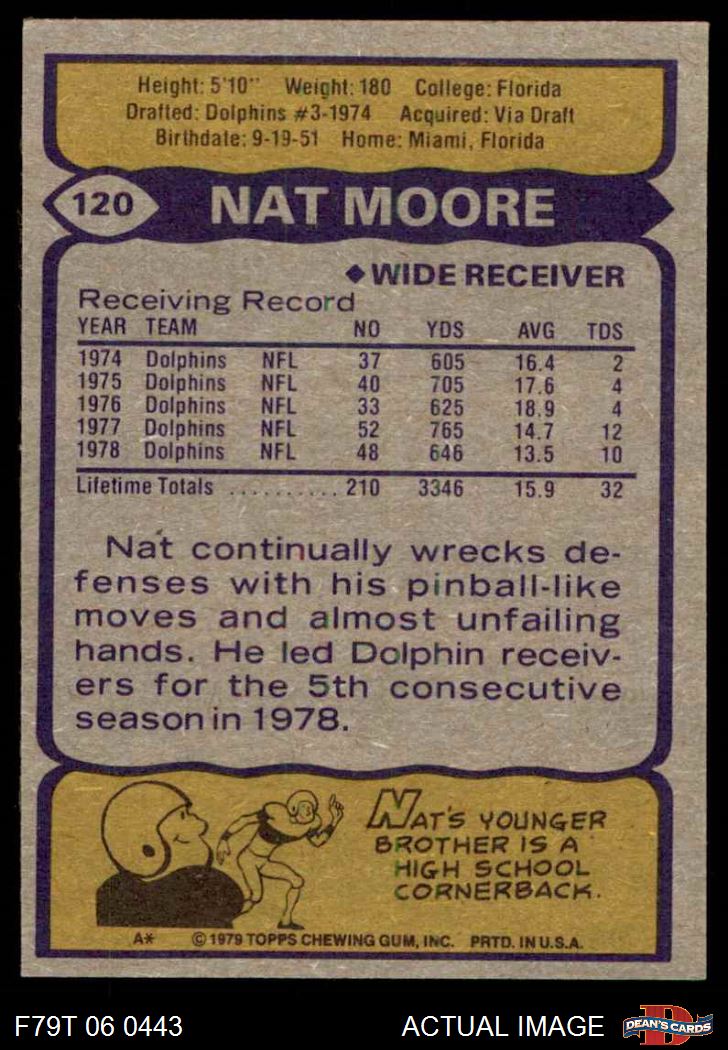 Height: 5'10" Weight: 180 College: Florida
Drafted: Dolphins #3-1974 Acquired: Via Draft
Birthdate: 9-19-51 Home: Miami, Florida
120 NAT MOORE
◆WIDE RECEIVER
Receiving Record
YEAR TEAM NO YDS AVG TDS
1974 Dolphins NFL 37 605 16.4 2
1975 Dolphins NFL 40 705 17.6 4
1976 Dolphins NFL 33 625 18.9 4
1977 Dolphins NFL 52 765 14.7 12
1978 Dolphins NFL 48 646 13.5 10
Lifetime Totals .......... 210 3346 15.9 32
Nat continually wrecks de-
fenses with his pinball-like
moves and almost unfailing
hands. He led Dolphin receiv-
ers for the 5th consecutive
season in 1978.
NAT'S YOUNGER
BROTHER IS A
HIGH SCHOOL
CORNERBACK.
A* © 1979 TOPPS CHEWING GUM, INC. PRTD. IN U.S.A.
F79T 06 0443 ACTUAL IMAGE D DEAN'S CARDS